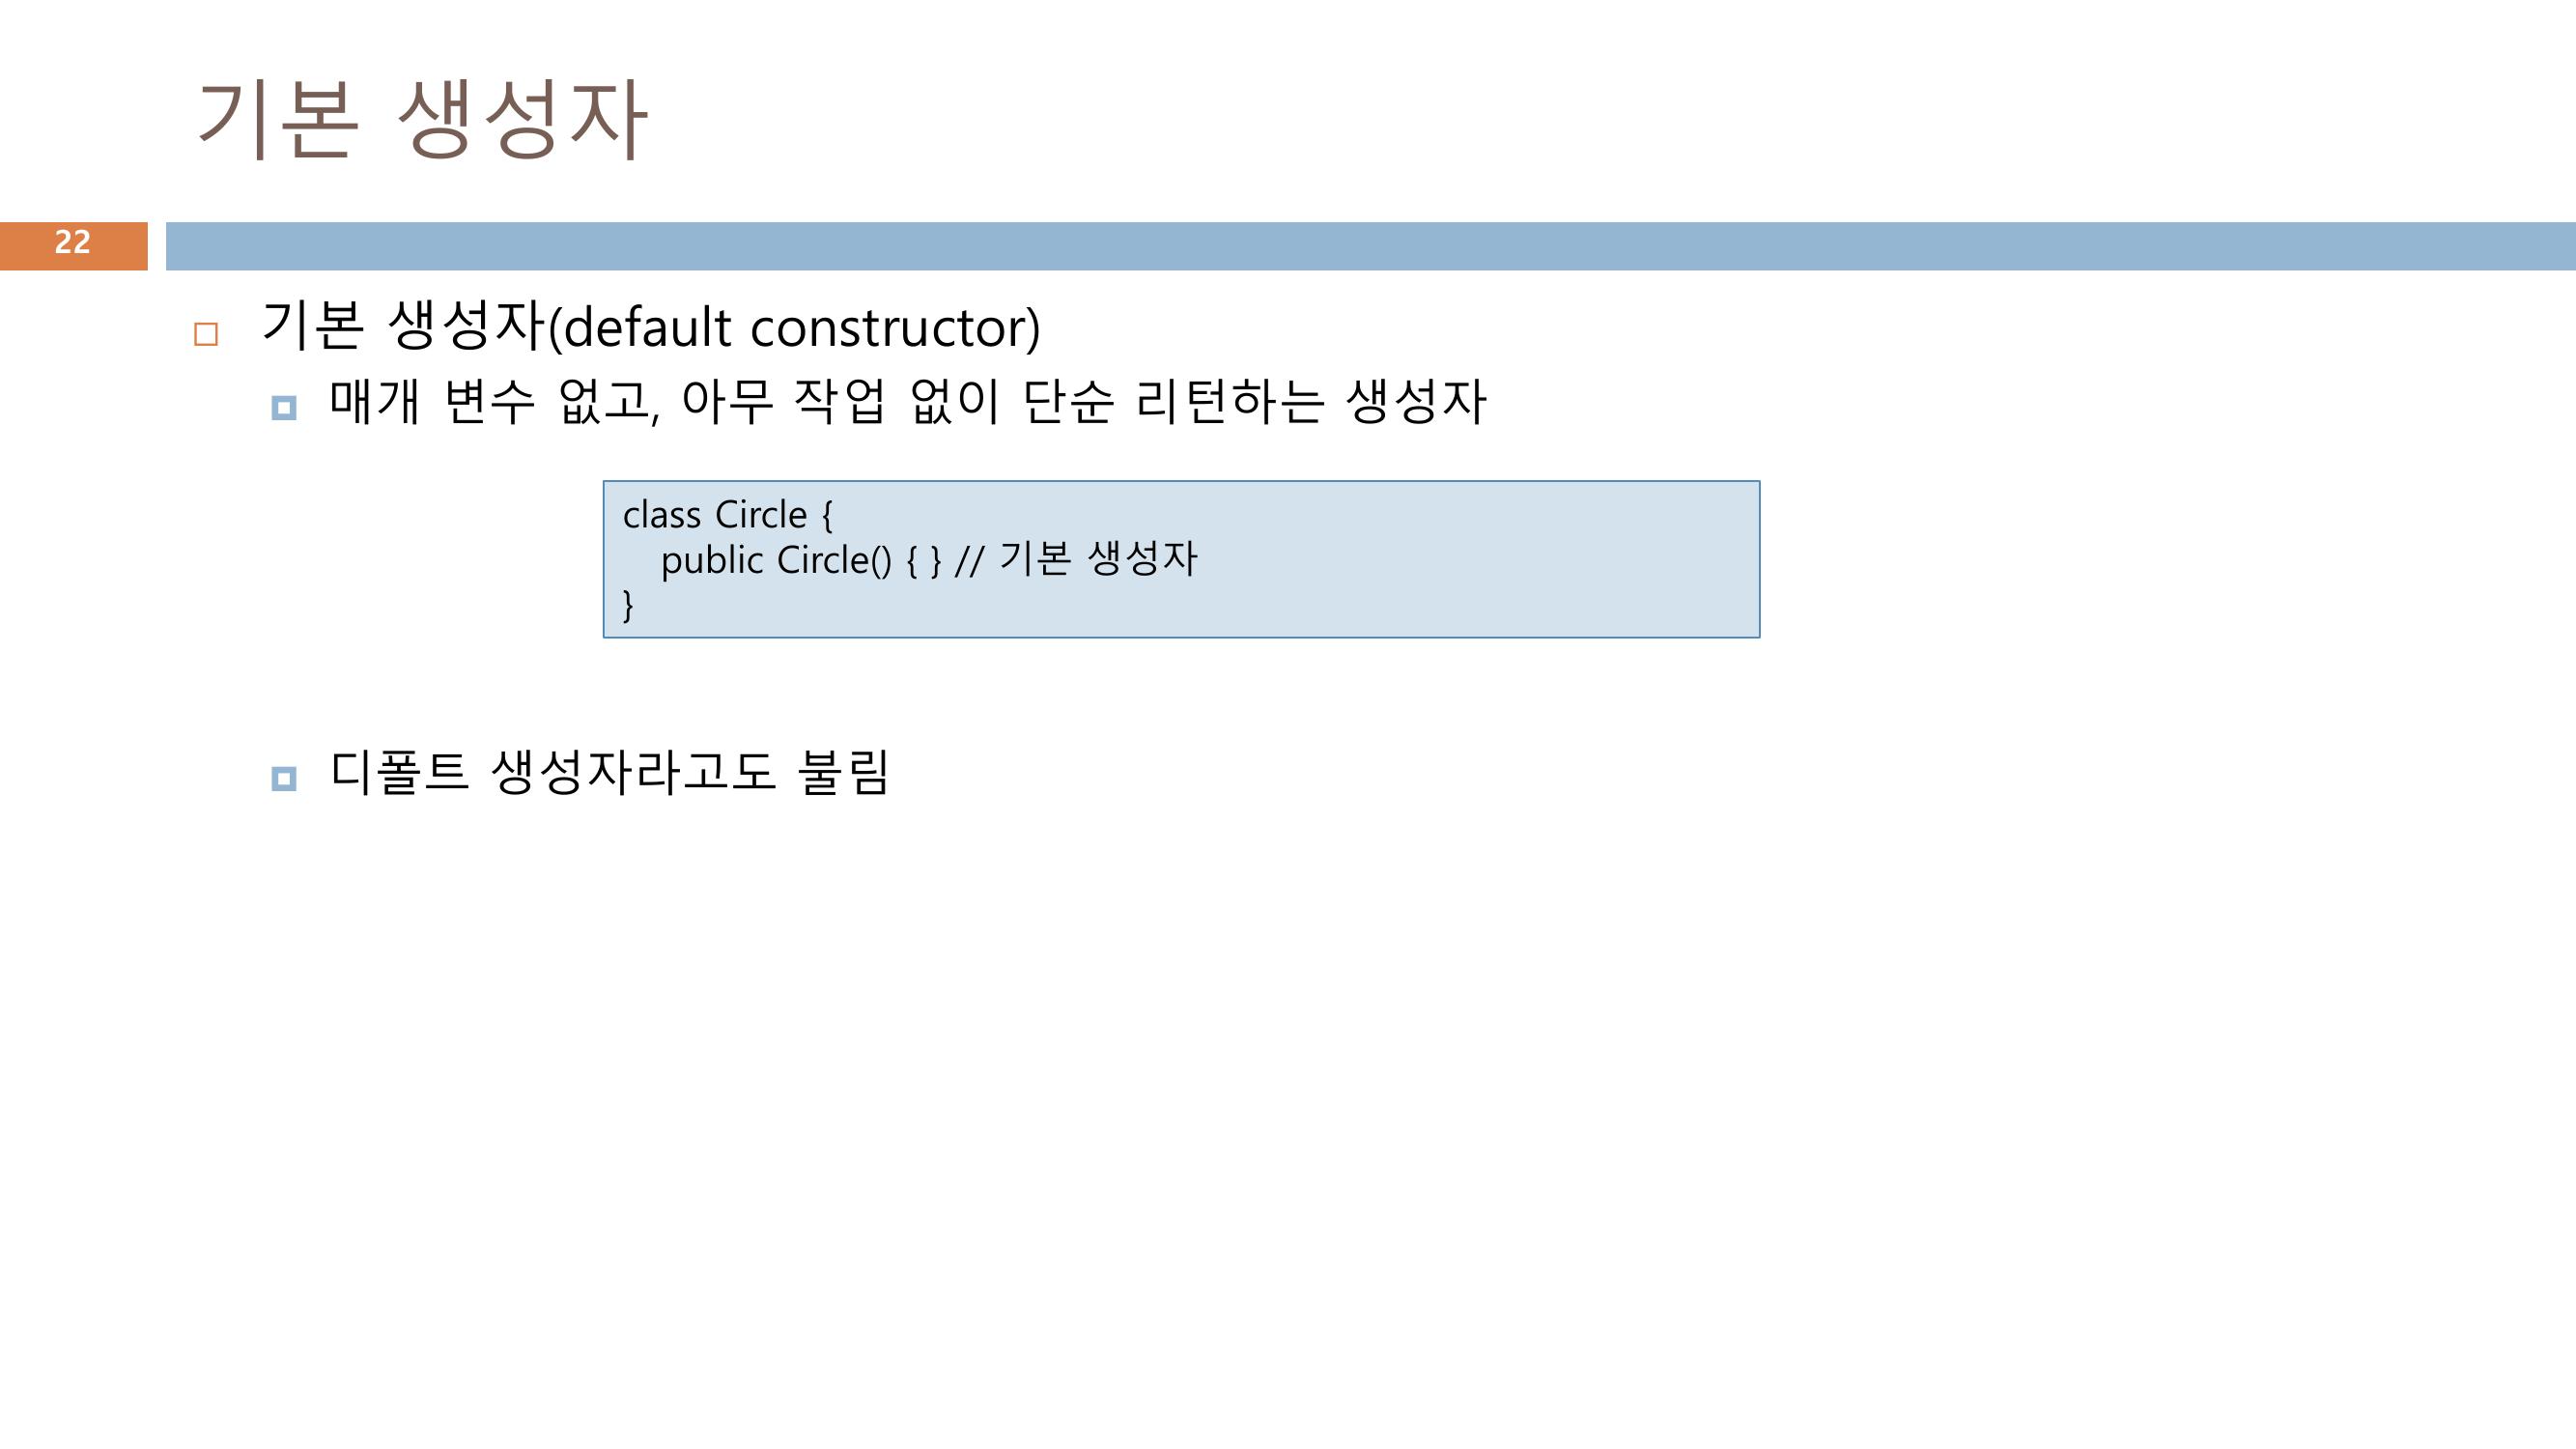 기본 생성자
22
기본 생성자(default constructor)
매개 변수 없고, 아무 작업 없이 단순 리턴하는 생성자
class Circle {
public Circle() { } // 기본 생성자
}
디폴트 생성자라고도 불림